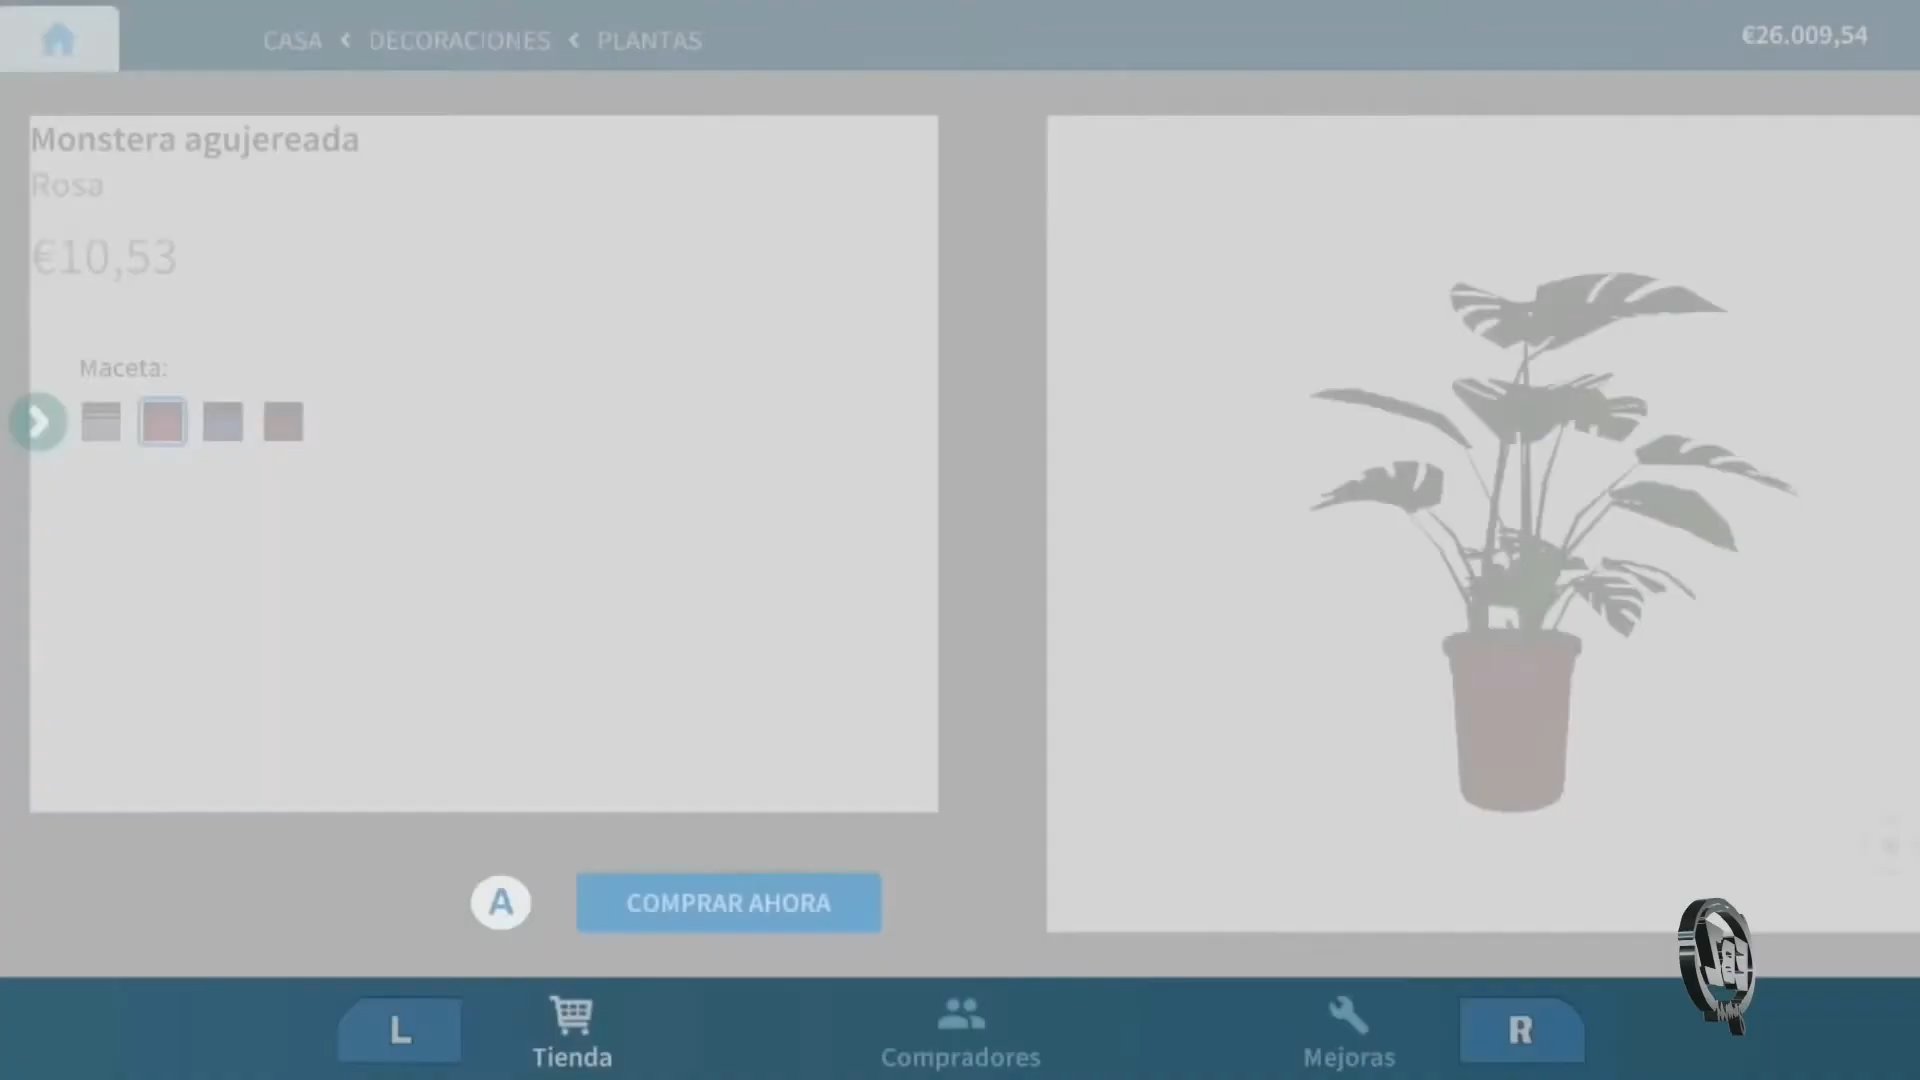 CASA < DECORACIONES < PLANTAS
€26.009,54
Monstera agujereada
Rosa
€10,53
Maceta:
A
COMPRAR AHORA
L
Tienda
Compradores
Mejoras
R